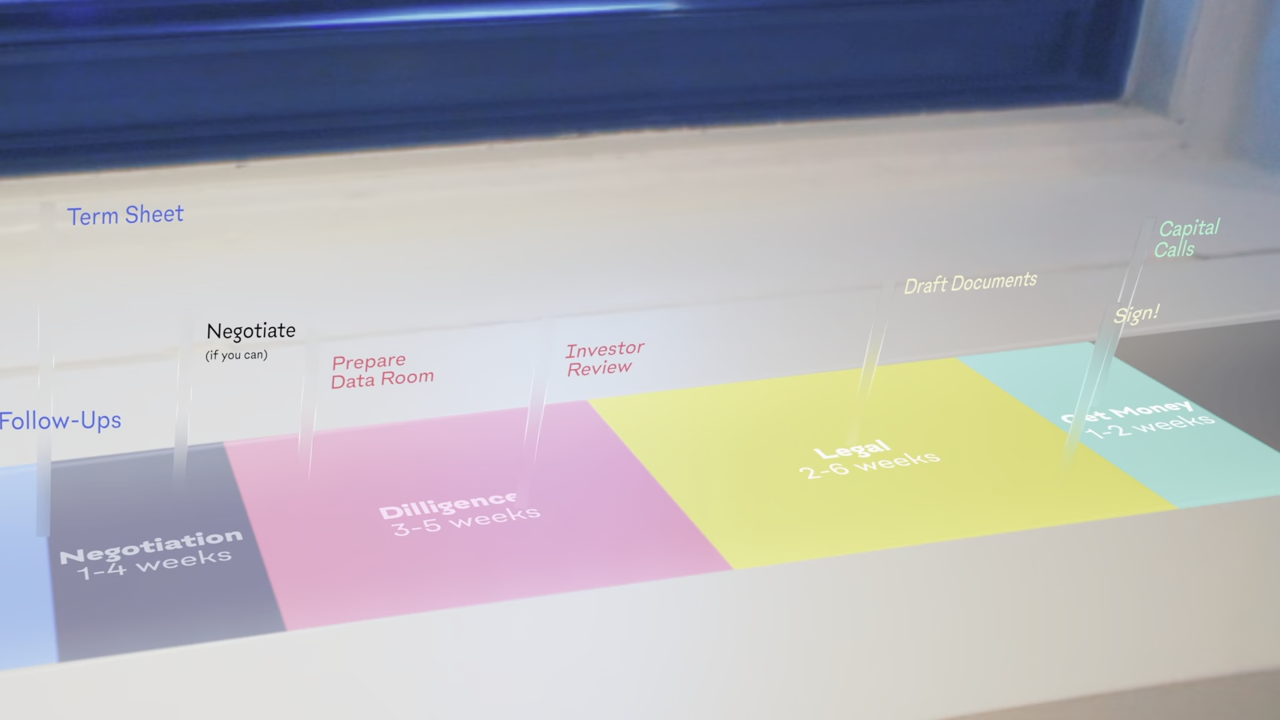 Term Sheet
Follow-Ups
Negotiate
(if you can)
Prepare
Data Room
Investor
Review
Draft Documents
Capital
Calls
Sign!
Negotiation
1-4 weeks
Dilligence
3-5 weeks
Legal
2-6 weeks
Get Money
1-2 weeks